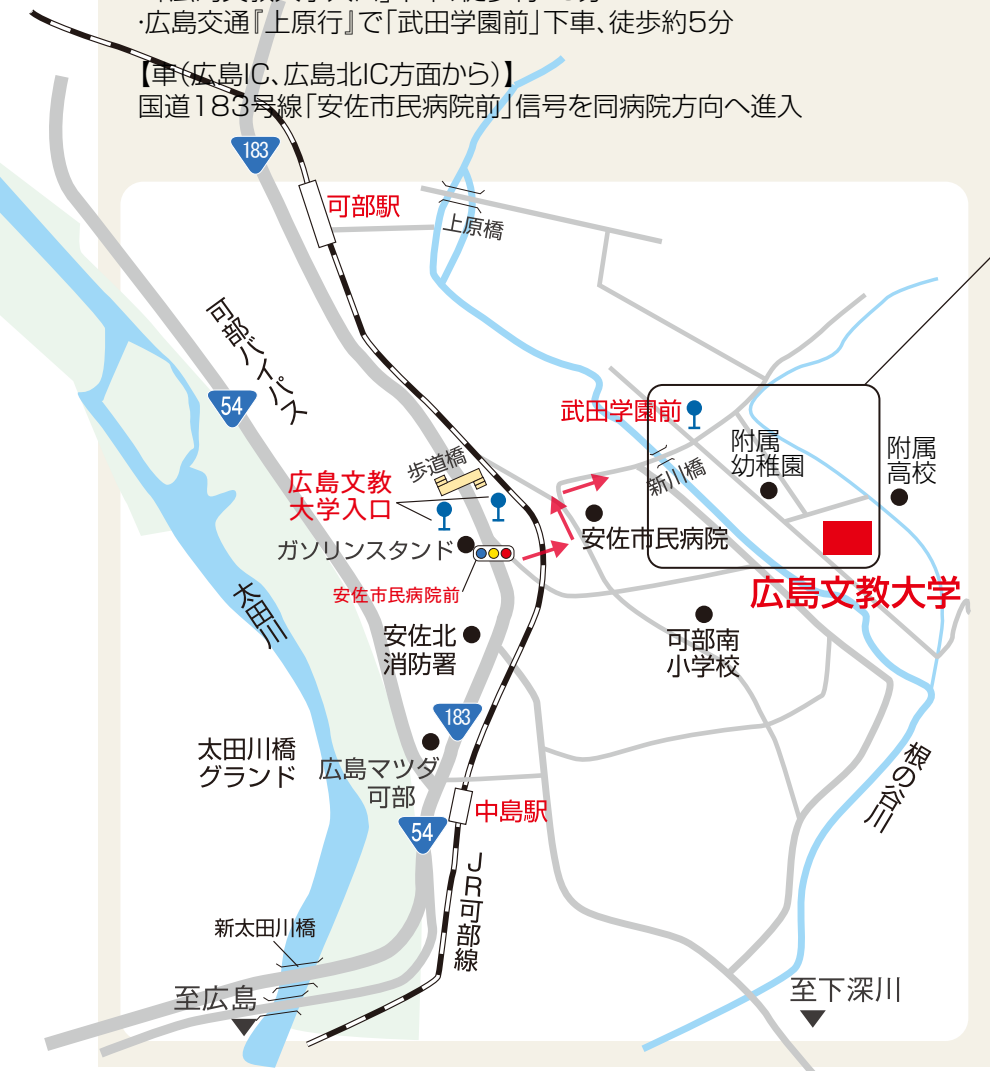 ·広島交通『上原行』で「武田学園前」下車、徒歩約5分
【車(広島IC、広島北IC方面から)】
国道183号線「安佐市民病院前」信号を同病院方向へ進入
183
可部駅
上原橋
可部バイパス
54
武田学園前
附属
幼稚園
附属
高校
歩道橋
新川橋
広島文教
大学入口
ガソリンスタンド
安佐市民病院
安佐市民病院前
広島文教大学
太田川
安佐北
消防署
可部南
小学校
183
太田川橋
グランド
広島マツダ
可部
根の谷川
54
中島駅
JR可部線
新太田川橋
至広島
至下深川